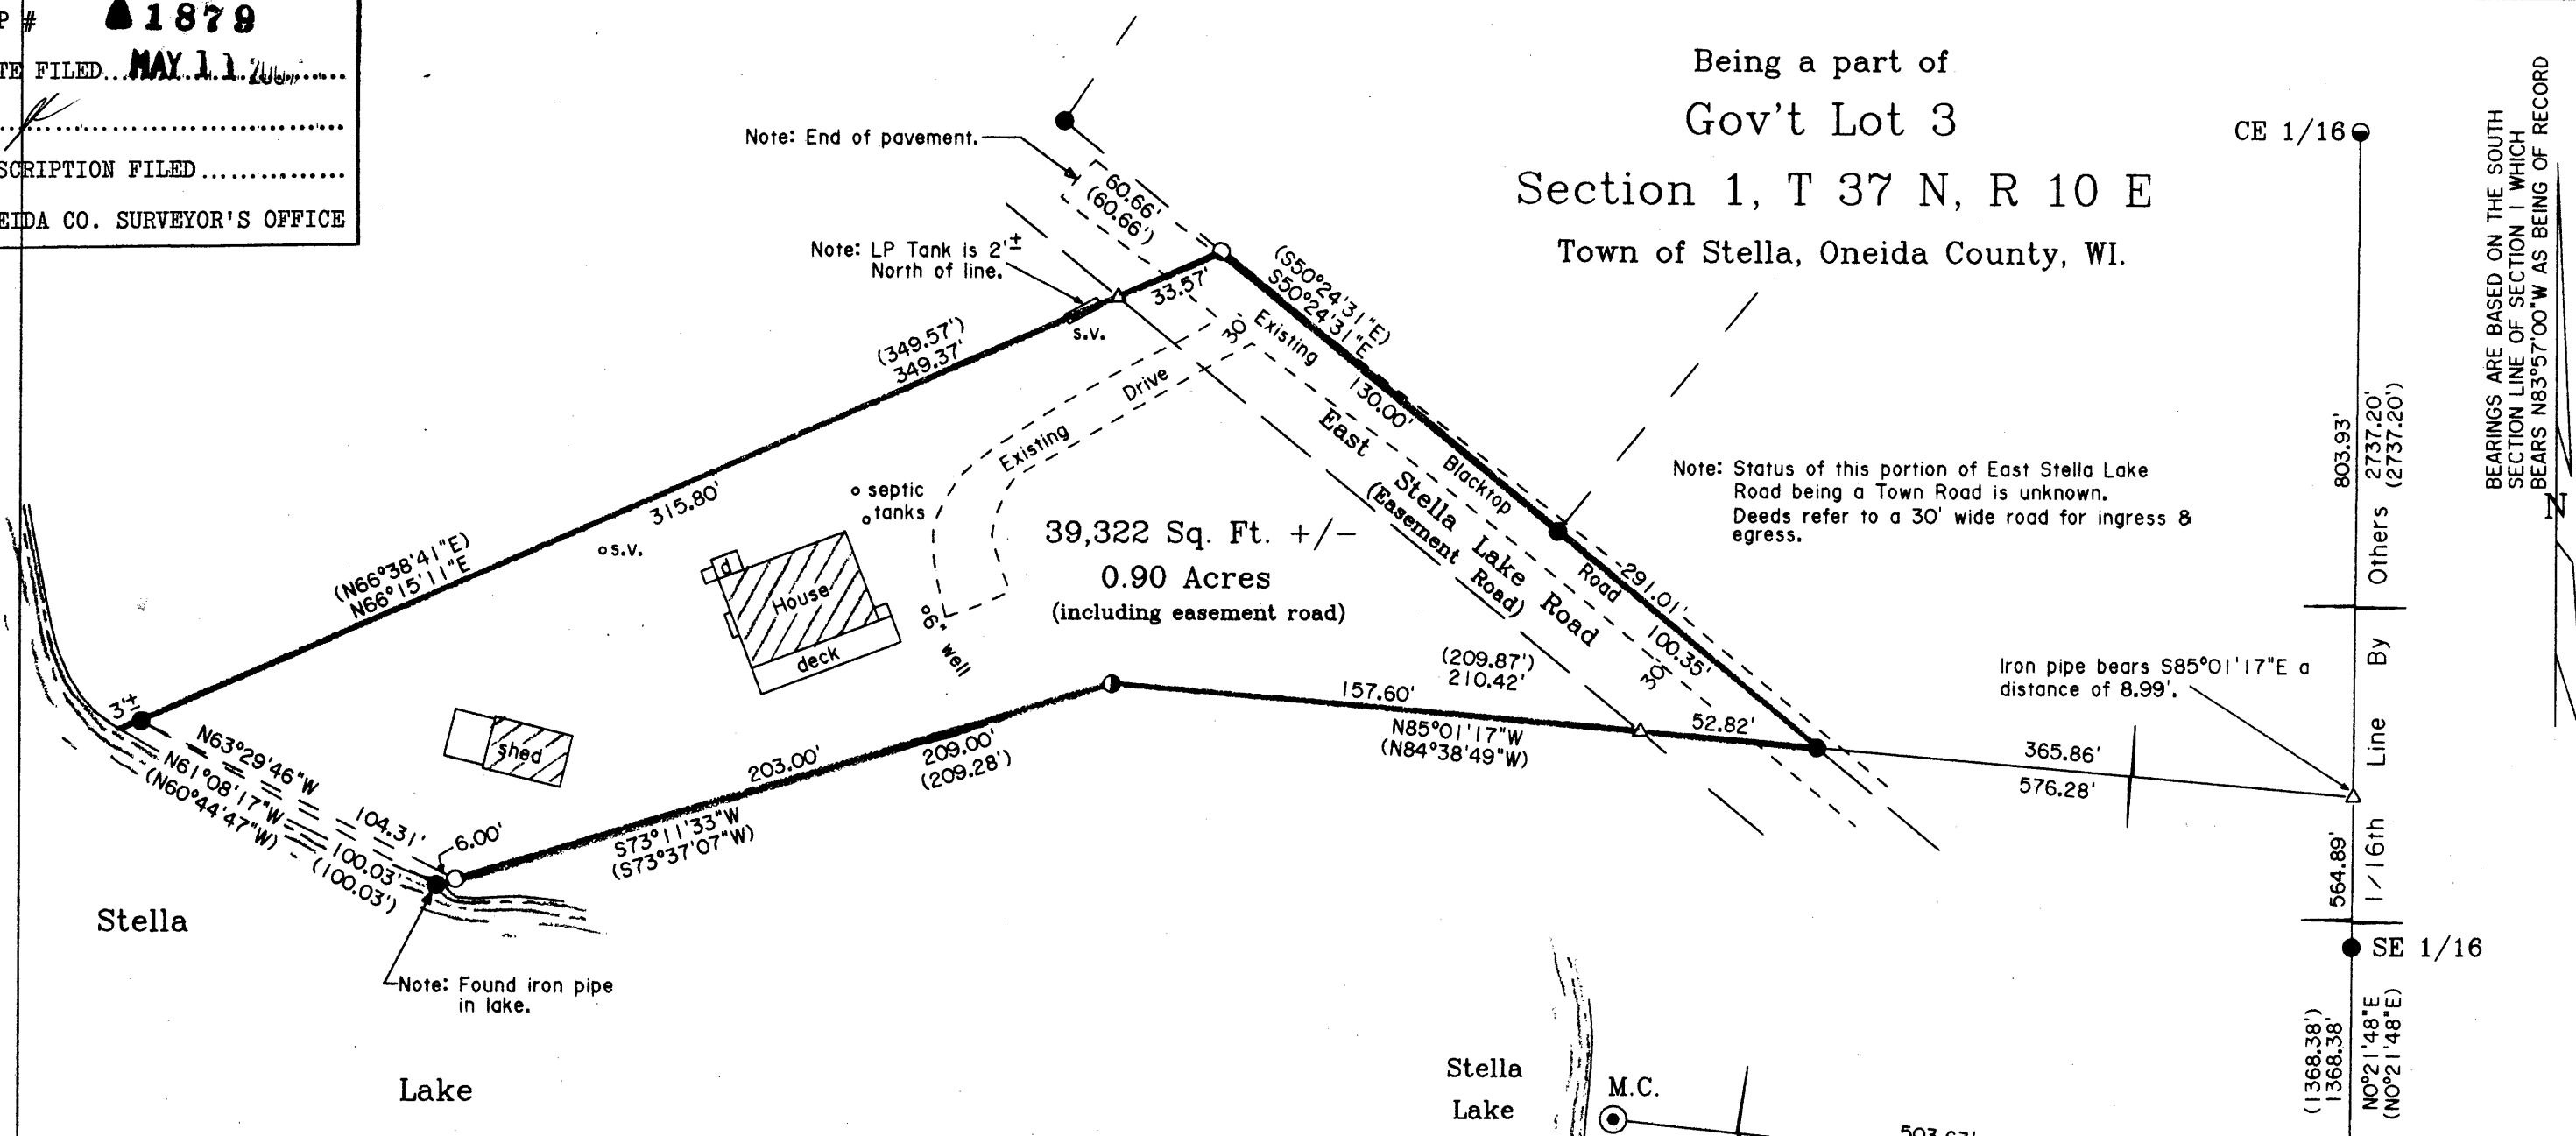 P # 1879
TE FILED.. MAY 11
SCRIPTION FILED
EIDA CO. SURVEYOR'S OFFICE
Being a part of
Gov't Lot 3
Section 1, T 37 N, R 10 E
Town of Stella, Oneida County, WI.
CE 1/16
BEARINGS ARE BASED ON THE SOUTH
SECTION LINE OF SECTION 1 WHICH
BEARS N83°57'00"W AS BEING OF RECORD
N
Note: End of pavement.
60.66'
(60.66')
Note: LP Tank is 2'±
North of line.
33.57'
s.v.
(S50°24'31"E)
S50°24'31"E
130.00'
30'
Existing
Blacktop
Road
East Stella Lake Road
(Easement Road)
291.01'
100.35'
30'
(349.57')
349.37'
315.80'
(N66°38'41"E)
N66°15'11"E
Existing
Drive
septic
tanks
s.v.
d
House
deck
6" well
39,322 Sq. Ft. +/-
0.90 Acres
(including easement road)
Note: Status of this portion of East Stella Lake
Road being a Town Road is unknown.
Deeds refer to a 30' wide road for ingress &
egress.
803.93'
2737.20'
(2737.20')
1/16th Line By Others
Iron pipe bears S85°01'17"E a
distance of 8.99'.
(209.87')
210.42'
157.60'
52.82'
N85°01'17"W
(N84°38'49"W)
365.86'
576.28'
564.89'
3'±
shed
203.00'
209.00'
(209.28')
S73°11'33"W
(S73°37'07"W)
N63°29'46"W
104.31'
N61°08'17"W
100.03'
(N60°44'47"W)
(100.03')
6.00'
Stella
Lake
Note: Found iron pipe
in lake.
SE 1/16
(1368.38')
1368.38'
N0°21'48"E
(N0°21'48"E)
Stella
Lake
M.C.